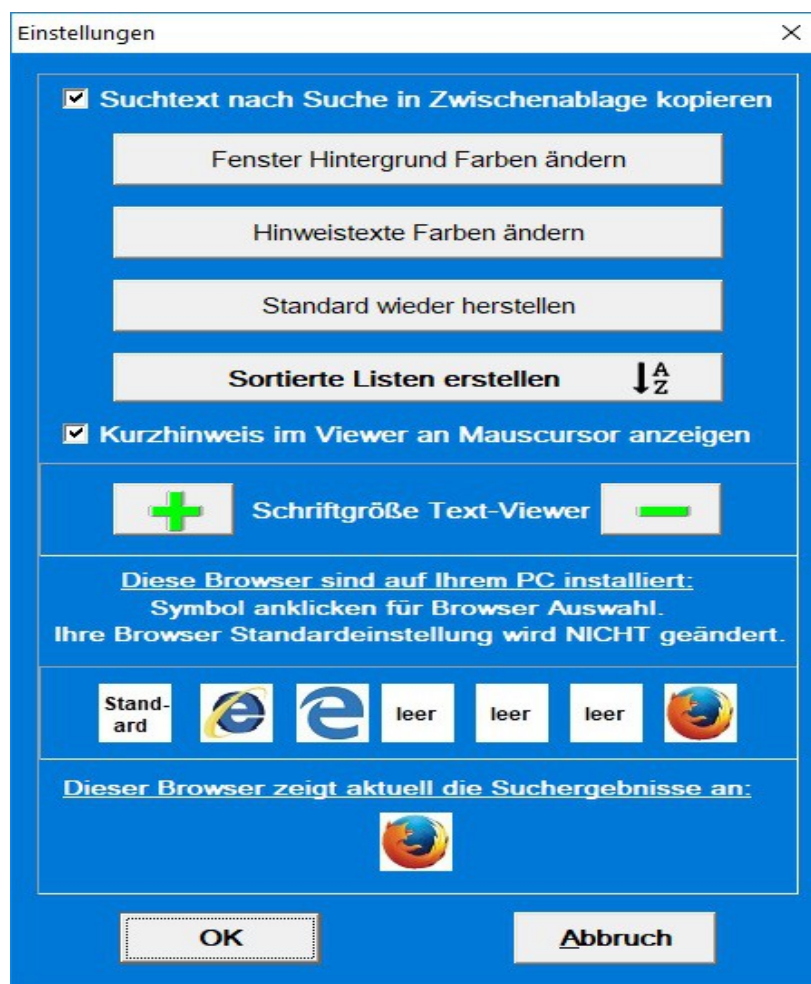 Einstellungen
Suchtext nach Suche in Zwischenablage kopieren
Fenster Hintergrund Farben ändern
Hinweistexte Farben ändern
Standard wieder herstellen
Sortierte Listen erstellen A
Z
Kurzhinweis im Viewer an Mauscursor anzeigen
Schriftgröße Text-Viewer
Diese Browser sind auf Ihrem PC installiert:
Symbol anklicken für Browser Auswahl.
Ihre Browser Standardeinstellung wird NICHT geändert.
Stand-
ard
leer leer leer
Dieser Browser zeigt aktuell die Suchergebnisse an:
OK Abbruch